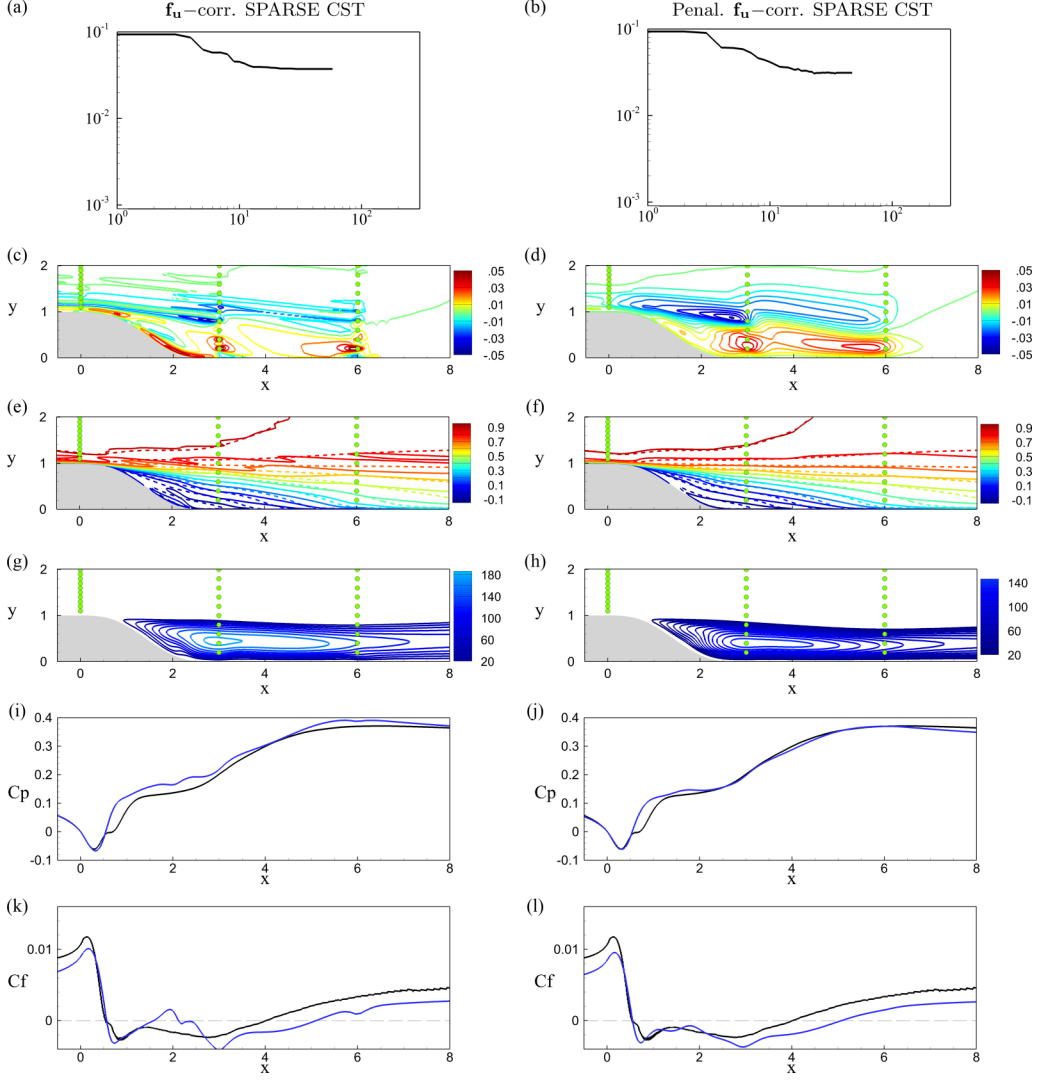 (a)
f_u−corr. SPARSE CST
(b)
Penal. f_u−corr. SPARSE CST
10^-1
10^-2
10^-3
10^0 10^1 10^2
10^-1
10^-2
10^-3
10^0 10^1 10^2
(c)
2
y
1
0
0 2 4 6 8
x
.05
.03
.01
-.01
-.03
-.05
(d)
2
y
1
0
0 2 4 6 8
x
.05
.03
.01
-.01
-.03
-.05
(e)
2
y
1
0
0 2 4 6 8
x
0.9
0.7
0.5
0.3
0.1
-0.1
(f)
2
y
1
0
0 2 4 6 8
x
0.9
0.7
0.5
0.3
0.1
-0.1
(g)
2
y
1
0
0 2 4 6 8
x
180
140
100
60
20
(h)
2
y
1
0
0 2 4 6 8
x
140
100
60
20
(i)
0.4
0.3
0.2
Cp
0.1
0
-0.1
0 2 4 6 8
x
(j)
0.4
0.3
0.2
Cp
0.1
0
-0.1
0 2 4 6 8
x
(k)
0.01
Cf
0
0 2 4 6 8
x
(l)
0.01
Cf
0
0 2 4 6 8
x